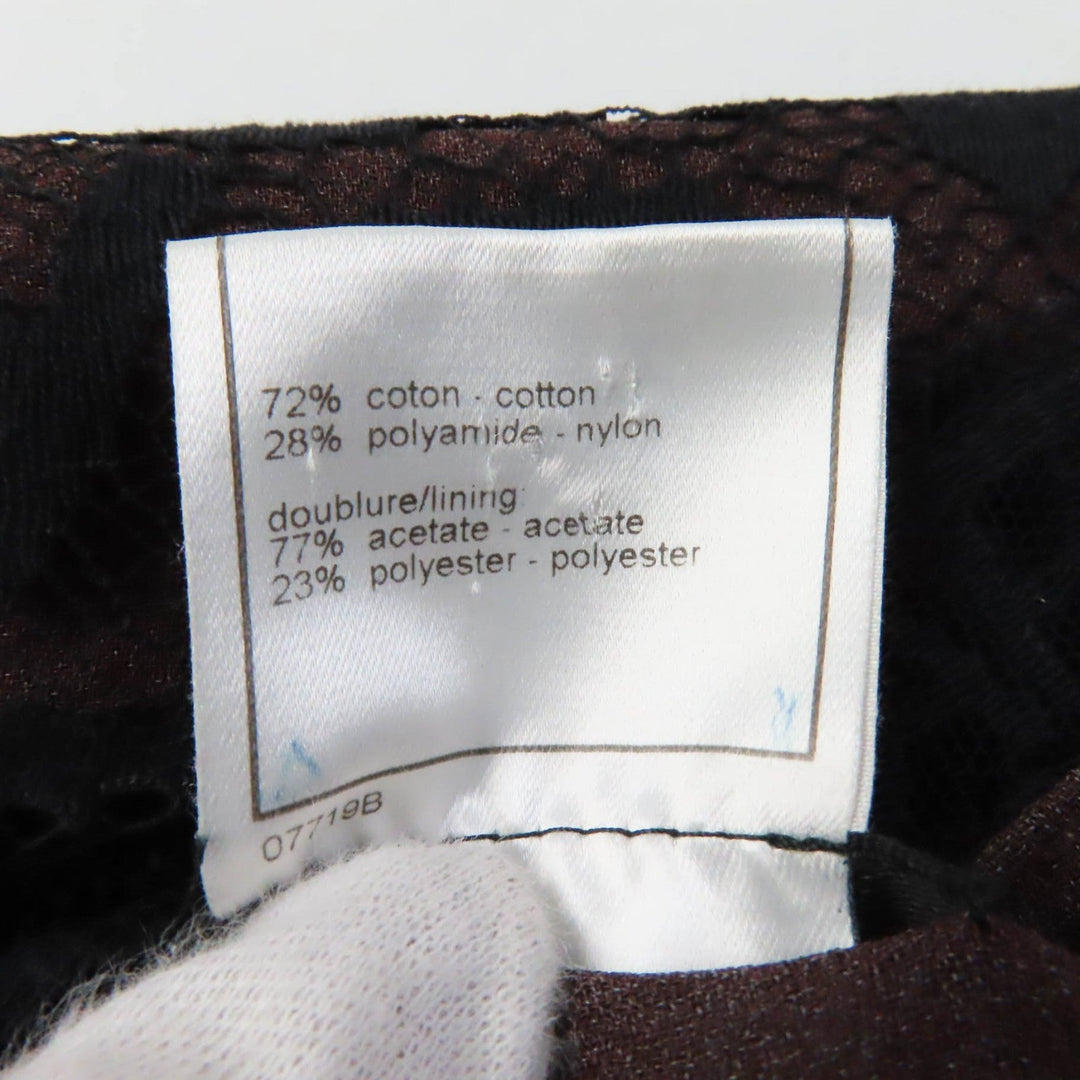 72% coton - cotton
28% polyamide - nylon
doublure/lining:
77% acetate - acetate
23% polyester - polyester
07719B